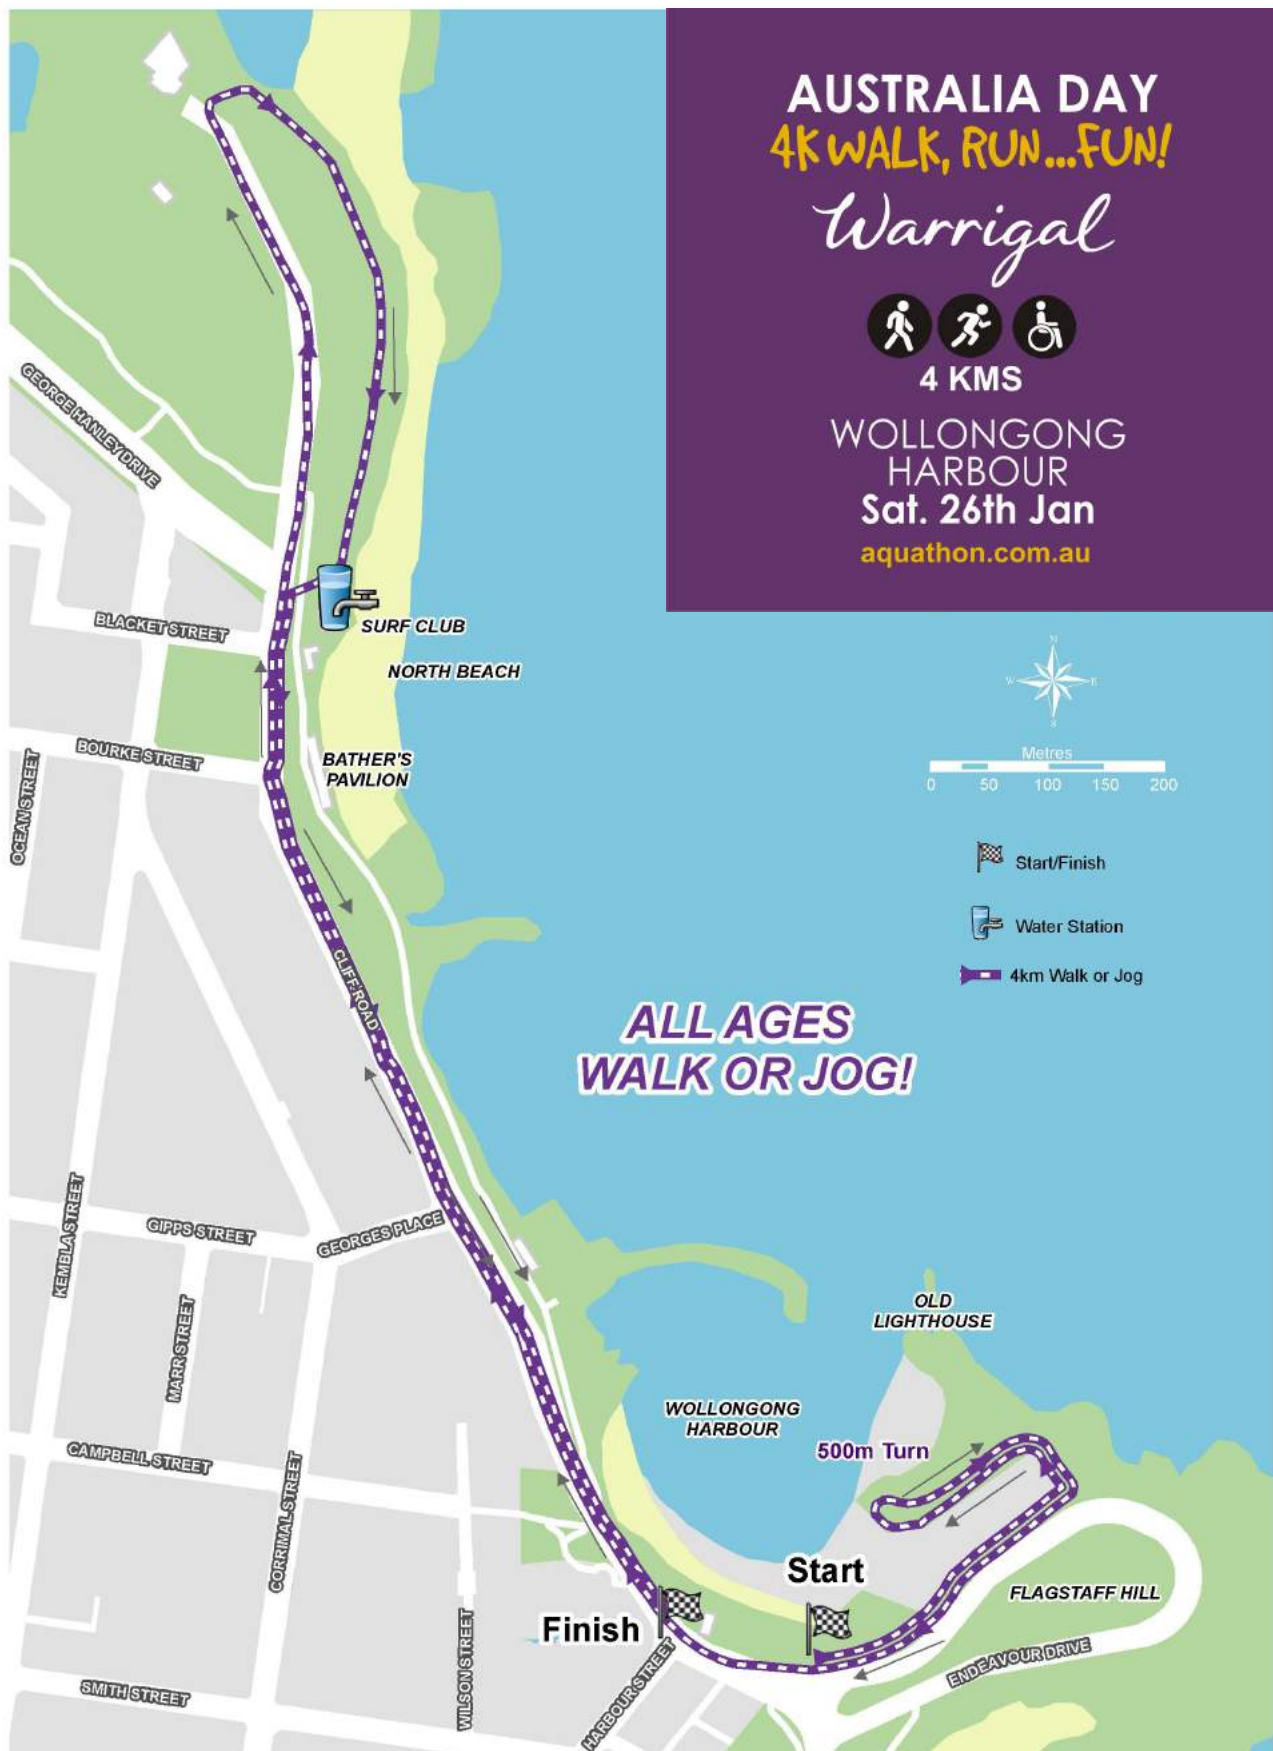 AUSTRALIA DAY
4K WALK, RUN...FUN!
Warrigal
4 KMS
WOLLONGONG
HARBOUR
Sat. 26th Jan
aquathon.com.au
GEORGE HANLEY DRIVE
BLACKET STREET
SURF CLUB
NORTH BEACH
BOURKE STREET
OCEAN STREET
BATHER'S
PAVILION
N
W
E
S
Metres
0 50 100 150 200
Start/Finish
Water Station
4km Walk or Jog
CLIFF ROAD
ALL AGES
WALK OR JOG!
KEMBLA STREET
GIPPS STREET
GEORGES PLACE
MARR STREET
OLD
LIGHTHOUSE
WOLLONGONG
HARBOUR
500m Turn
CAMPBELL STREET
CORRIMAL STREET
Start
Finish
FLAGSTAFF HILL
ENDEAVOUR DRIVE
WILSON STREET
HARBOUR STREET
SMITH STREET